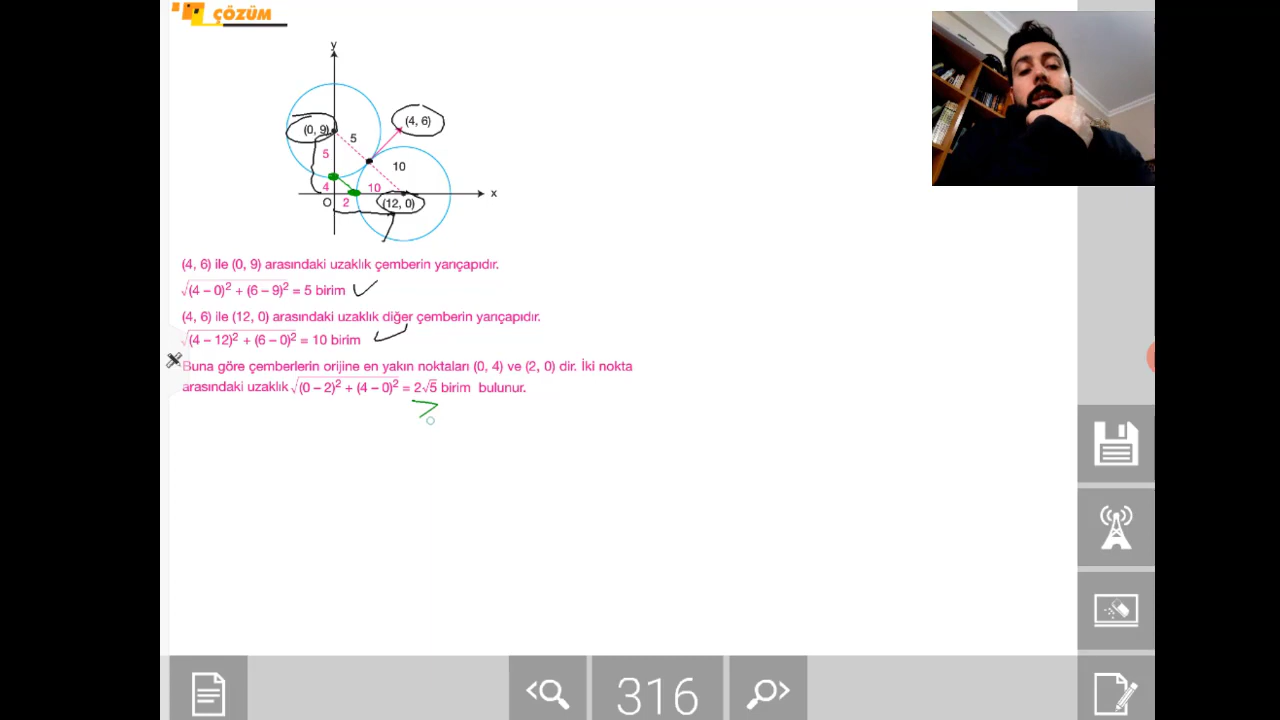 ÇÖZÜM
y
(0, 9)
5
(4, 6)
5
10
4
10
x
O
2
(12, 0)
(4, 6) ile (0, 9) arasındaki uzaklık çemberin yarıçapıdır.
√(4 – 0)² + (6 – 9)² = 5 birim
(4, 6) ile (12, 0) arasındaki uzaklık diğer çemberin yarıçapıdır.
√(4 – 12)² + (6 – 0)² = 10 birim
Buna göre çemberlerin orijine en yakın noktaları (0, 4) ve (2, 0) dir. İki nokta
arasındaki uzaklık √(0 – 2)² + (4 – 0)² = 2√5 birim bulunur.
316